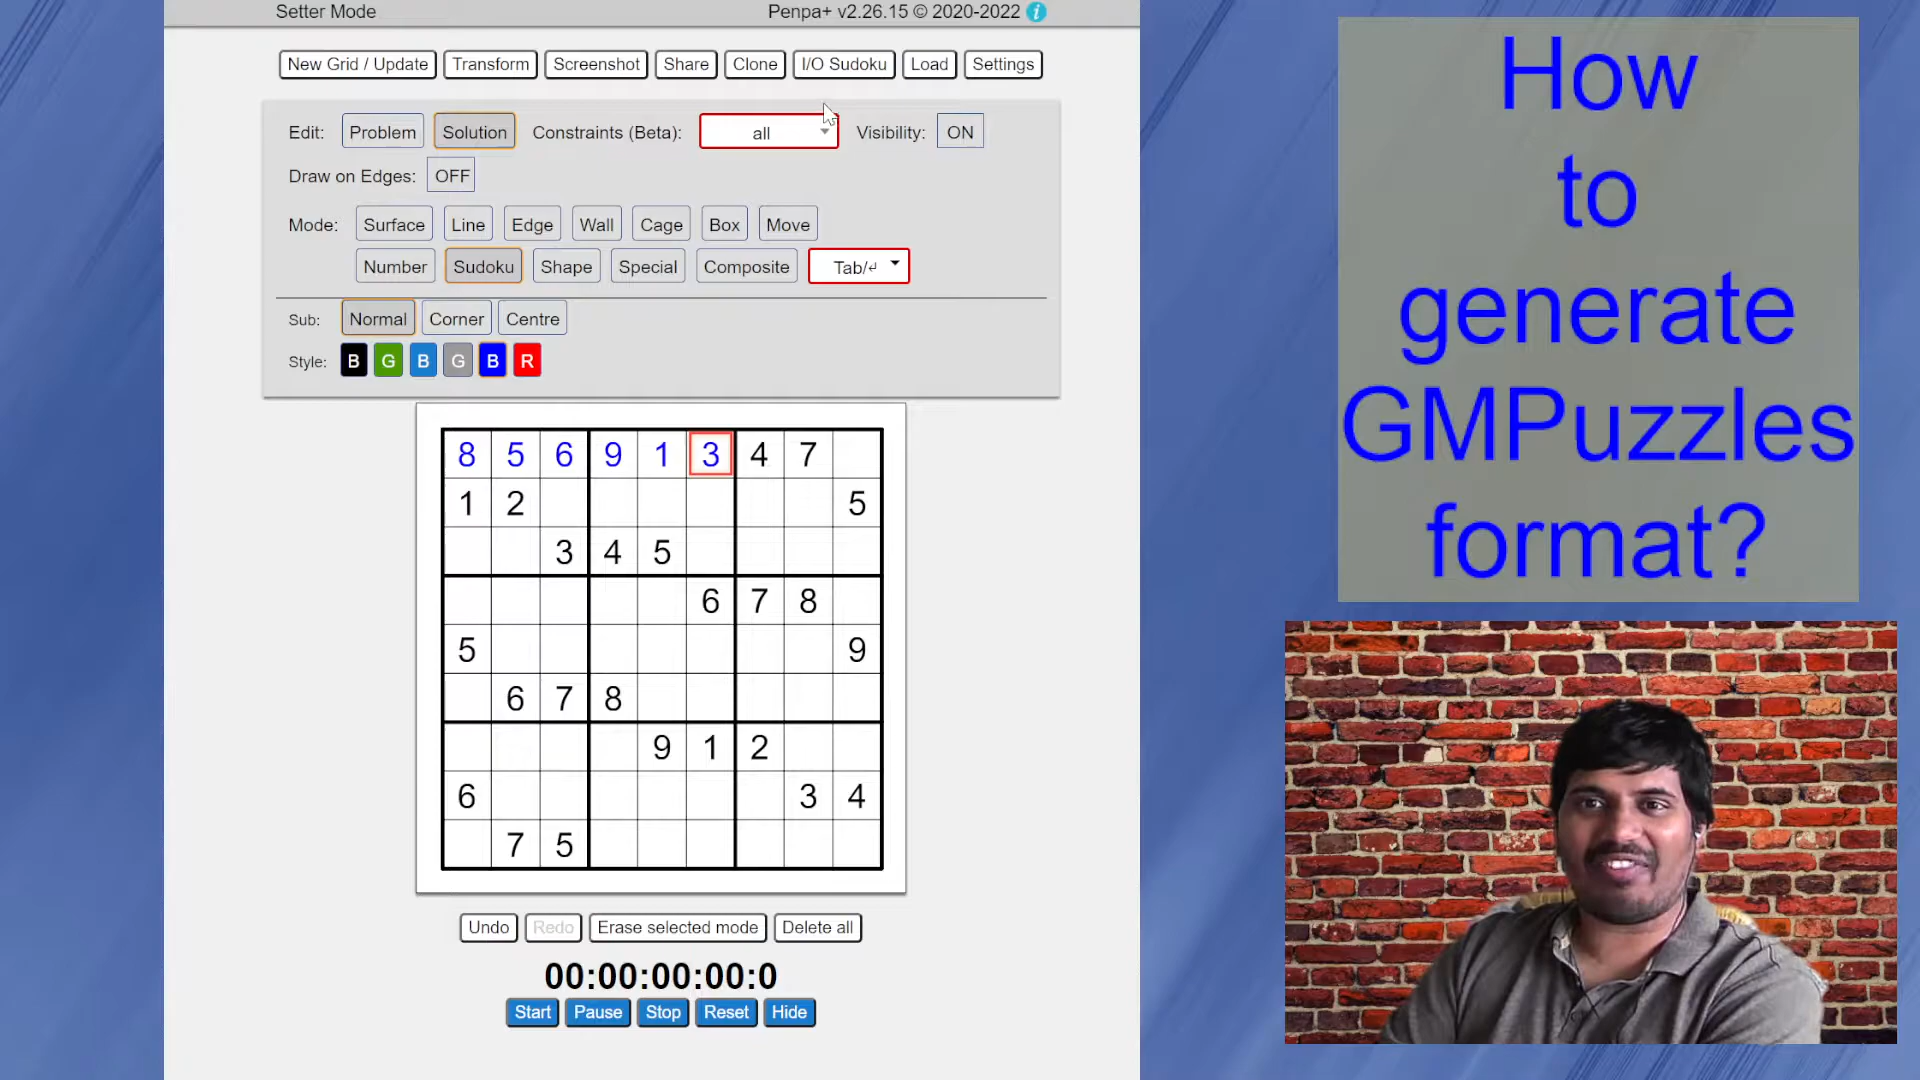 Setter Mode
Penpa+ v2.26.15 © 2020-2022 i
New Grid / Update Transform Screenshot Share Clone I/O Sudoku Load Settings
Edit: Problem Solution Constraints (Beta): all Visibility: ON
Draw on Edges: OFF
Mode: Surface Line Edge Wall Cage Box Move
Number Sudoku Shape Special Composite Tab/↵
Sub: Normal Corner Centre
Style: B G B G B R
8 5 6 9 1 3 4 7
1 2 5
3 4 5
6 7 8
5 9
6 7 8
9 1 2
6 3 4
7 5
Undo Redo Erase selected mode Delete all
00:00:00:00:0
Start Pause Stop Reset Hide
How
to
generate
GMPuzzles
format?